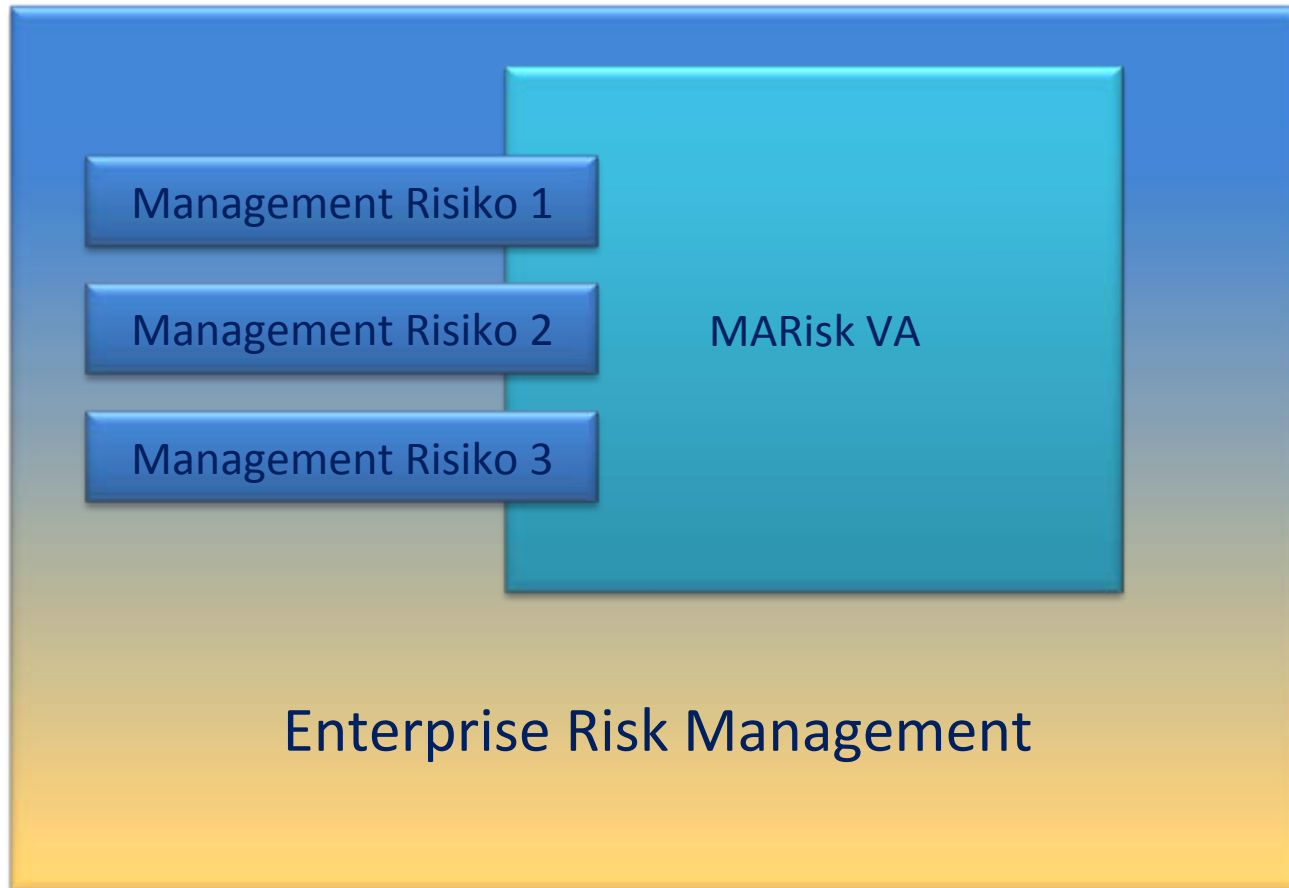 Management Risiko 1
Management Risiko 2
MARisk VA
Management Risiko 3
Enterprise Risk Management